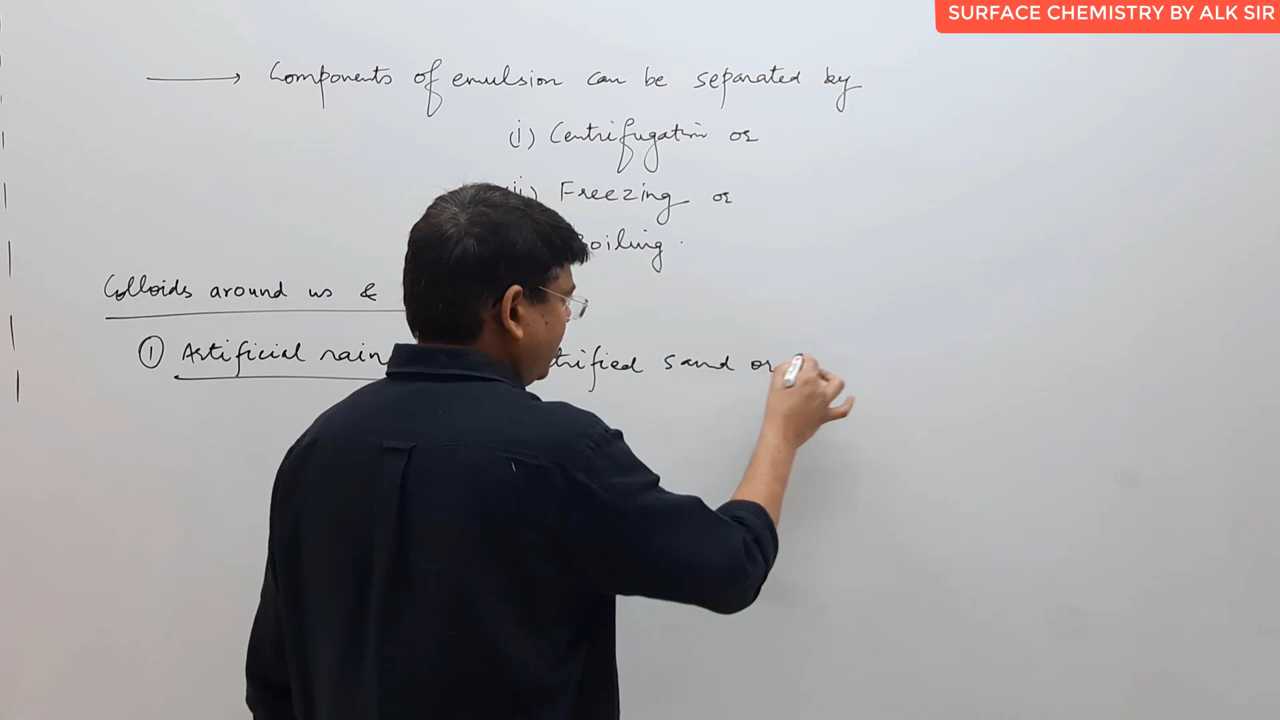 SURFACE CHEMISTRY BY ALK SIR
Components of emulsion can be separated by
(i) Centrifugation or
Freezing or
oiling.
Colloids around us &
① Artificial rain trified sand or